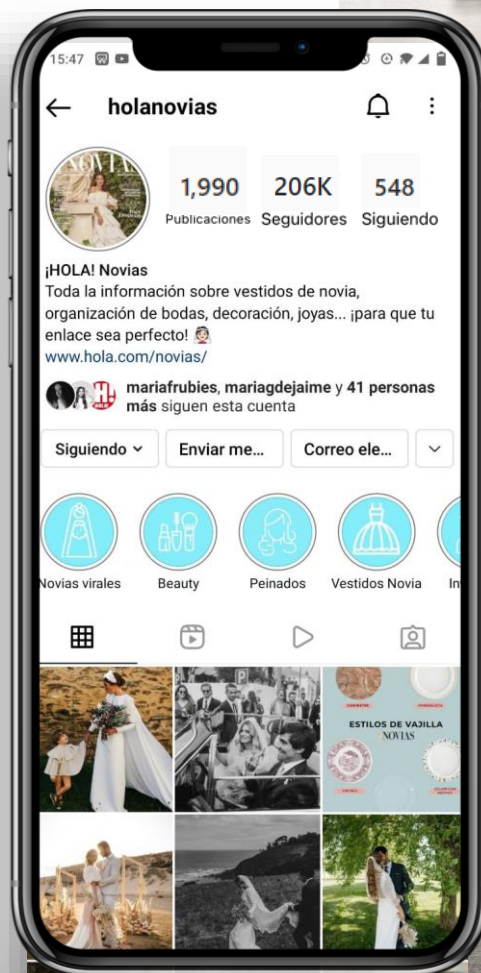 15:47
holanovias
NOVIAS
1,990 206K 548
Publicaciones Seguidores Siguiendo
¡HOLA! Novias
Toda la información sobre vestidos de novia,
organización de bodas, decoración, joyas... ¡para que tu
enlace sea perfecto!
www.hola.com/novias/
mariafrubies, mariagdejaime y 41 personas
más siguen esta cuenta
Siguiendo Enviar me... Correo ele...
Novias virales Beauty Peinados Vestidos Novia In
ESTILOS DE VAJILLA
NOVIAS